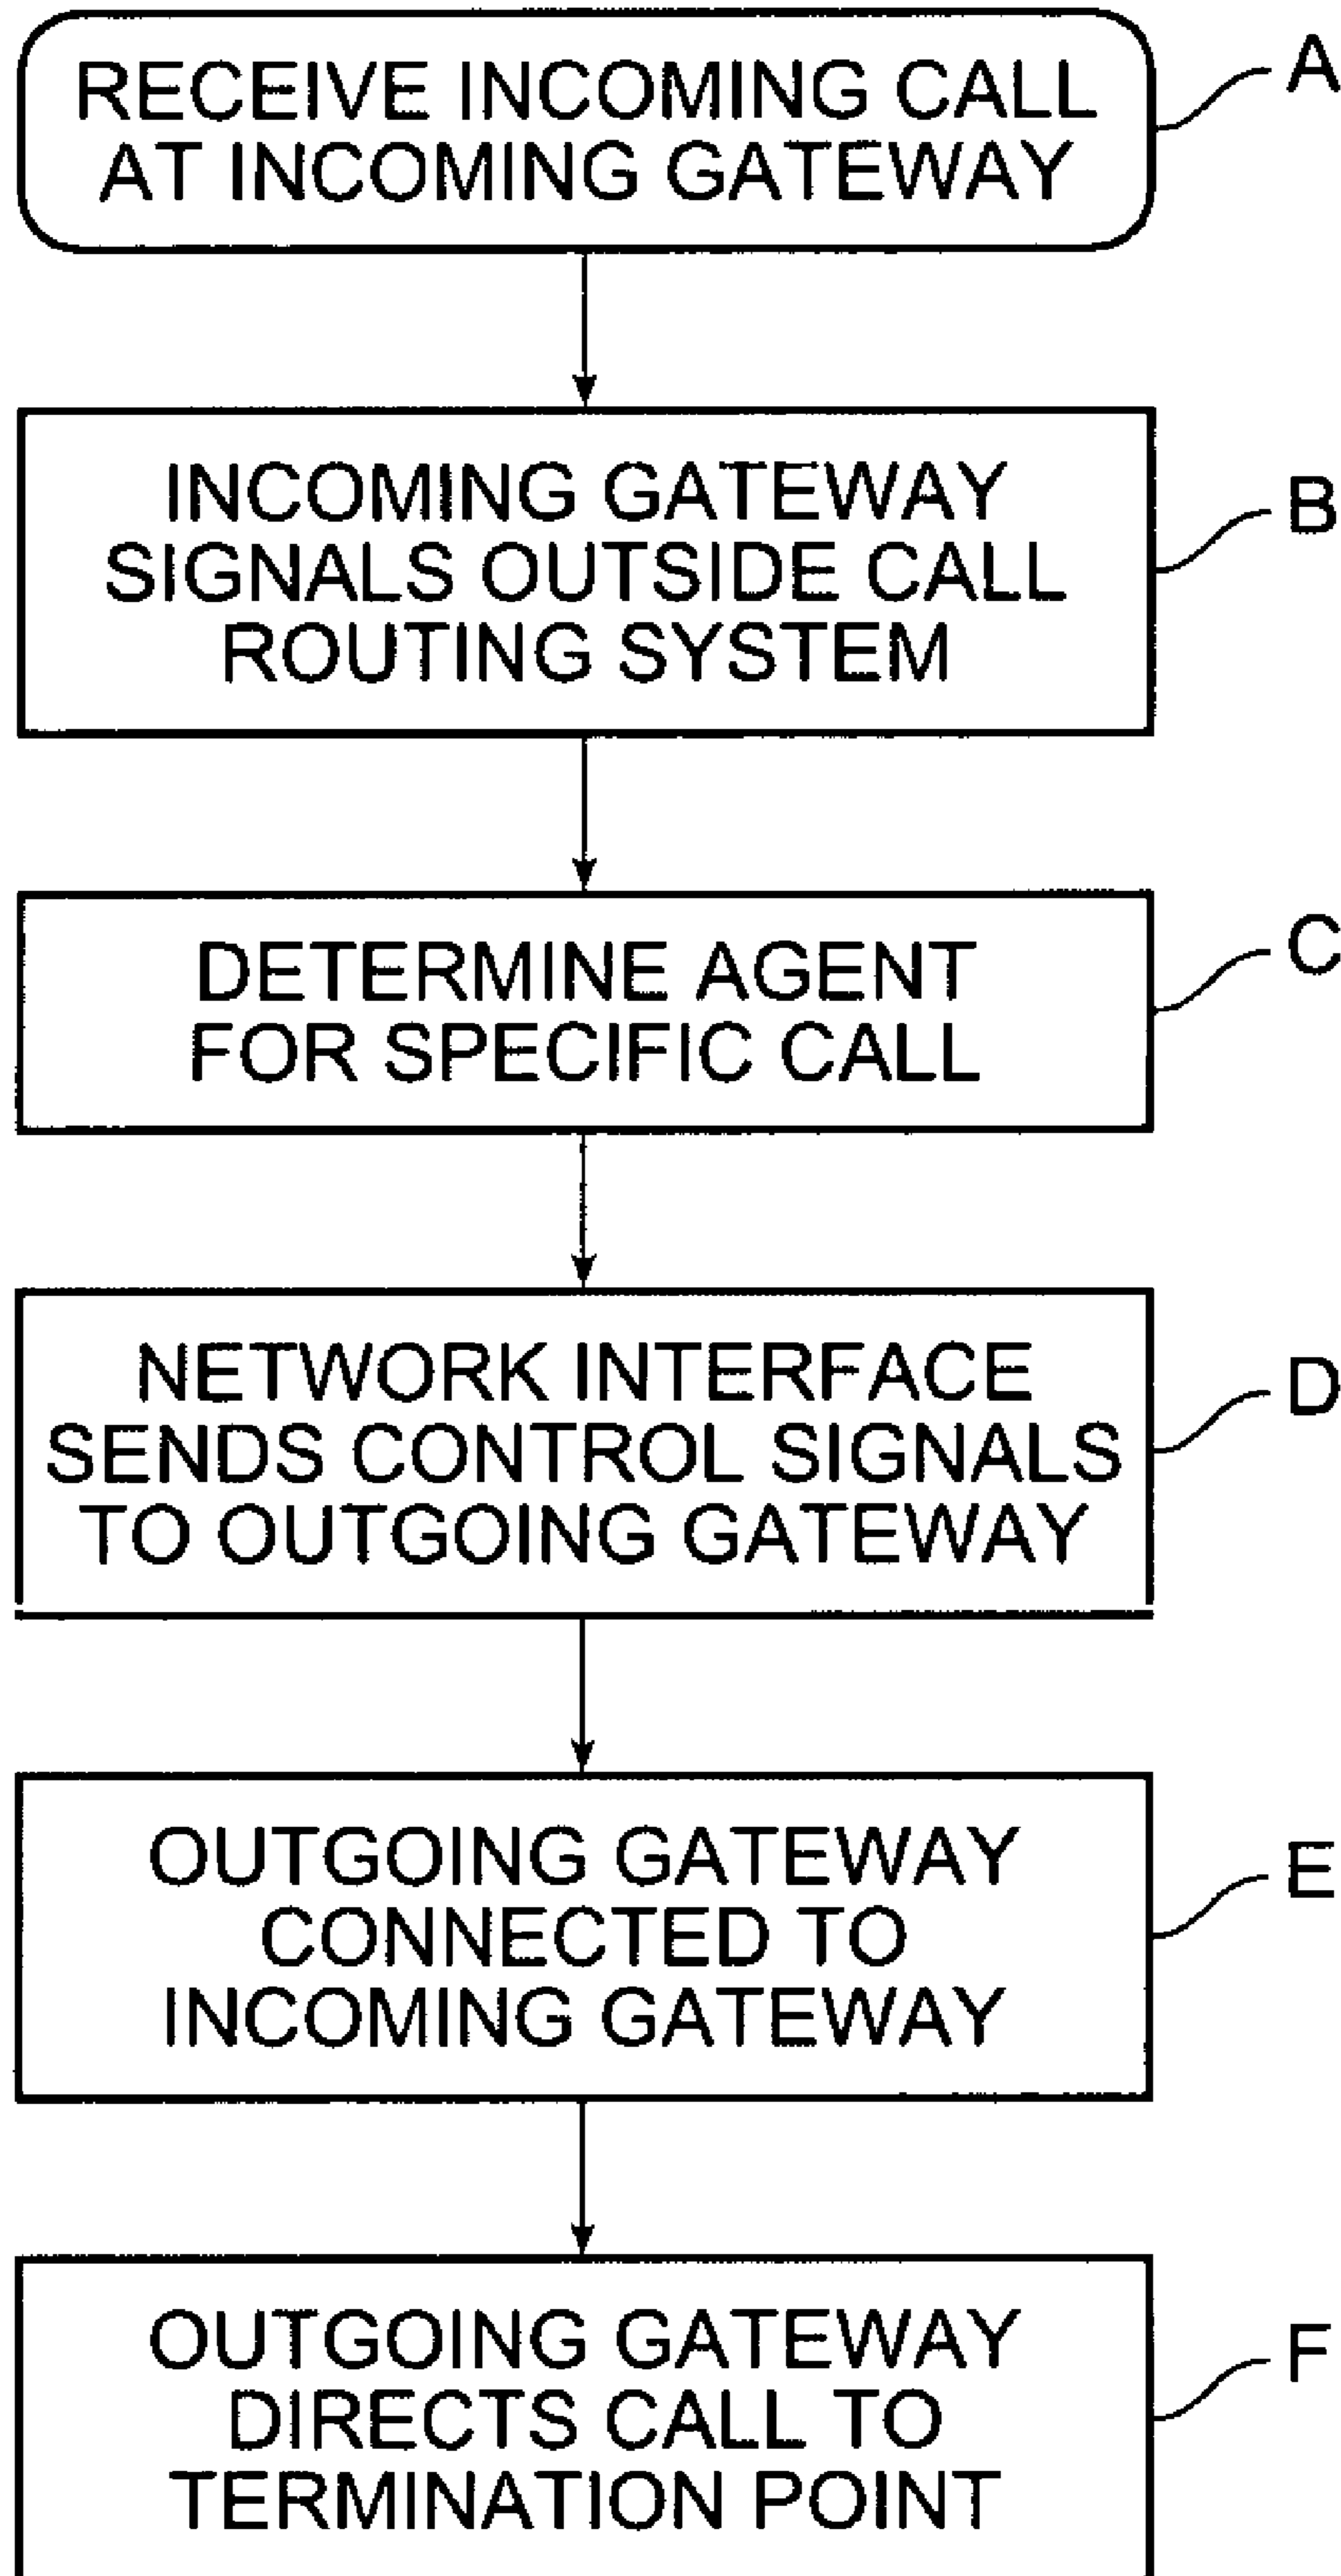 RECEIVE INCOMING CALL
AT INCOMING GATEWAY
A
INCOMING GATEWAY
SIGNALS OUTSIDE CALL
ROUTING SYSTEM
B
DETERMINE AGENT
FOR SPECIFIC CALL
C
NETWORK INTERFACE
SENDS CONTROL SIGNALS
TO OUTGOING GATEWAY
D
OUTGOING GATEWAY
CONNECTED TO
INCOMING GATEWAY
E
OUTGOING GATEWAY
DIRECTS CALL TO
TERMINATION POINT
F